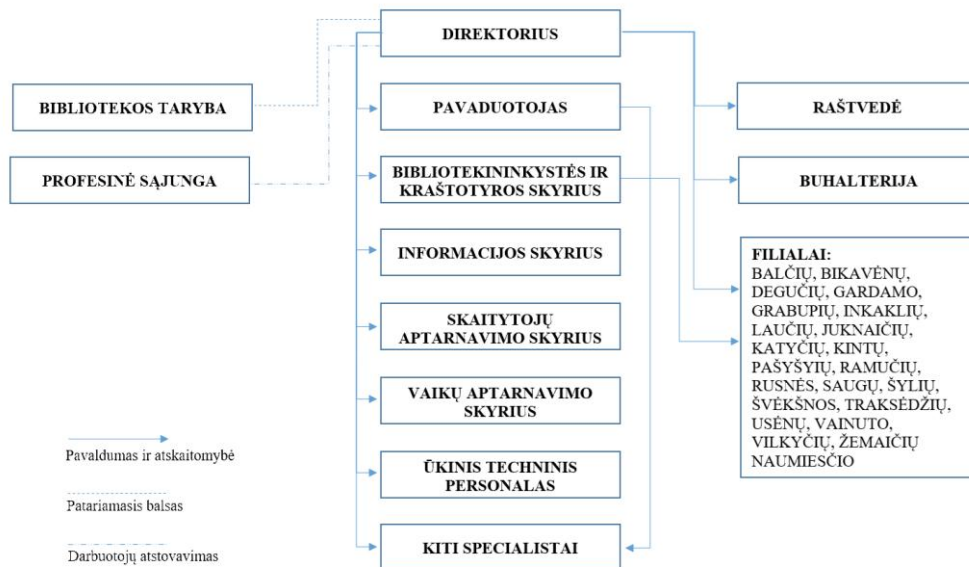 DIREKTORIUS
BIBLIOTEKOS TARYBA
PROFESINĖ SĄJUNGA
PAVADUOTOJAS
BIBLIOTEKININKYSTĖS IR
KRAŠTOTYROS SKYRIUS
INFORMACIJOS SKYRIUS
SKAITYTOJŲ
APTARNAVIMO SKYRIUS
VAIKŲ APTARNAVIMO
SKYRIUS
ŪKINIS TECHNINIS
PERSONALAS
KITI SPECIALISTAI
RAŠTVEDĖ
BUHALTERIJA
FILIALAI:
BALČIŲ, BIKAVĖNŲ,
DEGUČIŲ, GARDAMO,
GRABUPIŲ, INKAKLIŲ,
LAUČIŲ, JUKNAIČIŲ,
KATYČIŲ, KINTŲ,
PAŠYŠYIŲ, RAMUČIŲ,
RUSNĖS, SAUGŲ, ŠYLIŲ,
ŠVĖKŠNOS, TRAKSĖDŽIŲ,
USĖNŲ, VAINUTO,
VILKYČIŲ, ŽEMAIČIŲ
NAUMIESČIO
Pavaldumas ir atskaitomybė
Patariamasis balsas
Darbuotojų atstovavimas